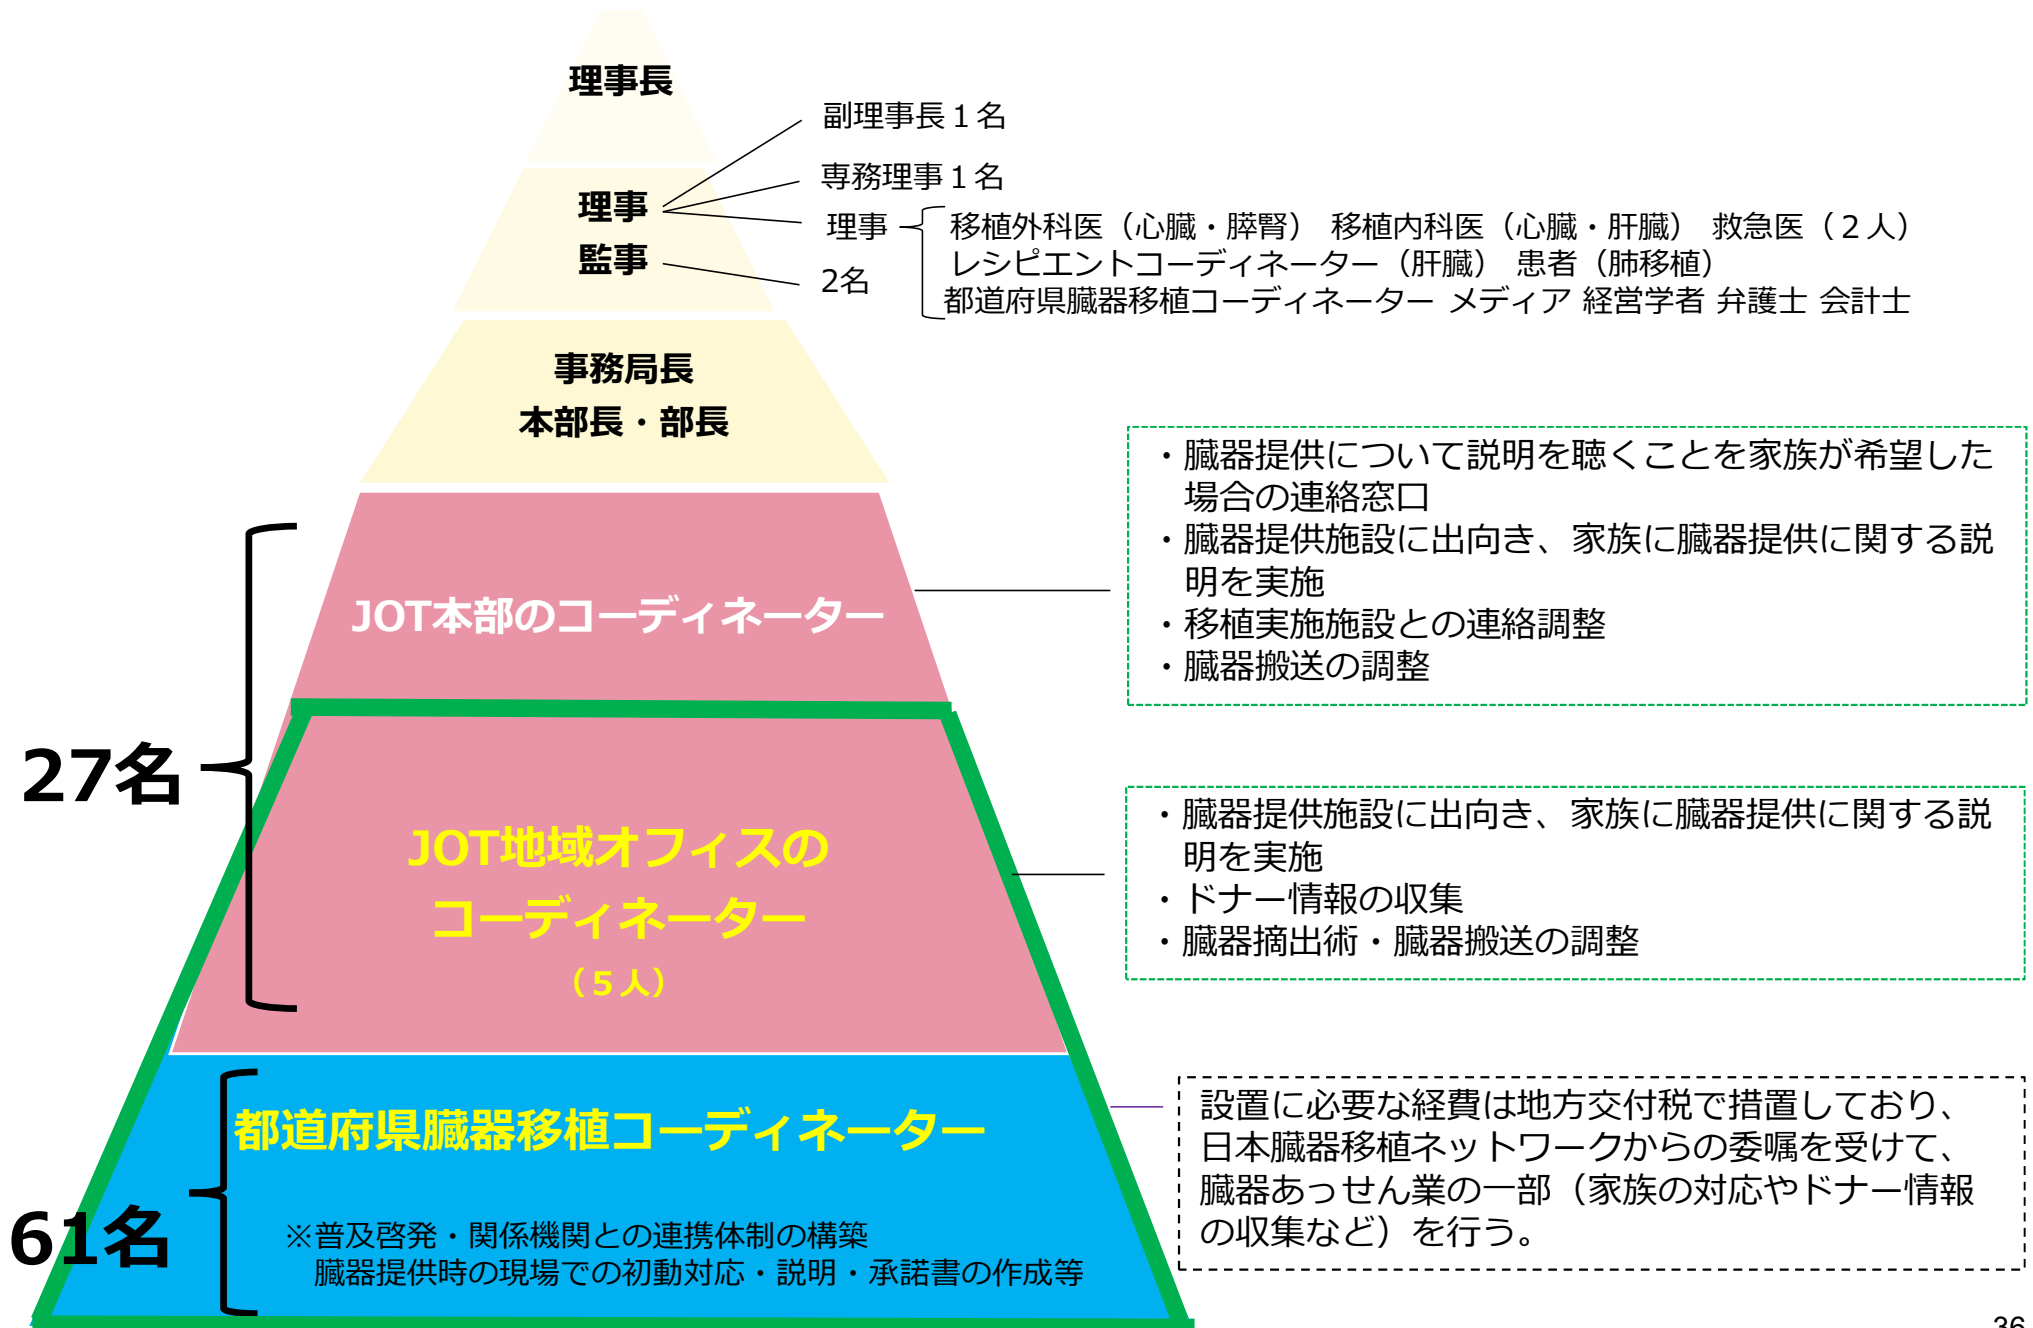 理事長
理事
監事
副理事長１名
専務理事１名
理事
移植外科医（心臓・膵腎） 移植内科医（心臓・肝臓） 救急医（２人）
レシピエントコーディネーター（肝臓） 患者（肺移植）
都道府県臓器移植コーディネーター メディア 経営学者 弁護士 会計士
2名
事務局長
本部長・部長
27名
JOT本部のコーディネーター
・臓器提供について説明を聴くことを家族が希望した
場合の連絡窓口
・臓器提供施設に出向き、家族に臓器提供に関する説
明を実施
・移植実施施設との連絡調整
・臓器搬送の調整
JOT地域オフィスの
コーディネーター
（５人）
・臓器提供施設に出向き、家族に臓器提供に関する説
明を実施
・ドナー情報の収集
・臓器摘出術・臓器搬送の調整
61名
都道府県臓器移植コーディネーター
※普及啓発・関係機関との連携体制の構築
臓器提供時の現場での初動対応・説明・承諾書の作成等
設置に必要な経費は地方交付税で措置しており、
日本臓器移植ネットワークからの委嘱を受けて、
臓器あっせん業の一部（家族の対応やドナー情報
の収集など）を行う。
36